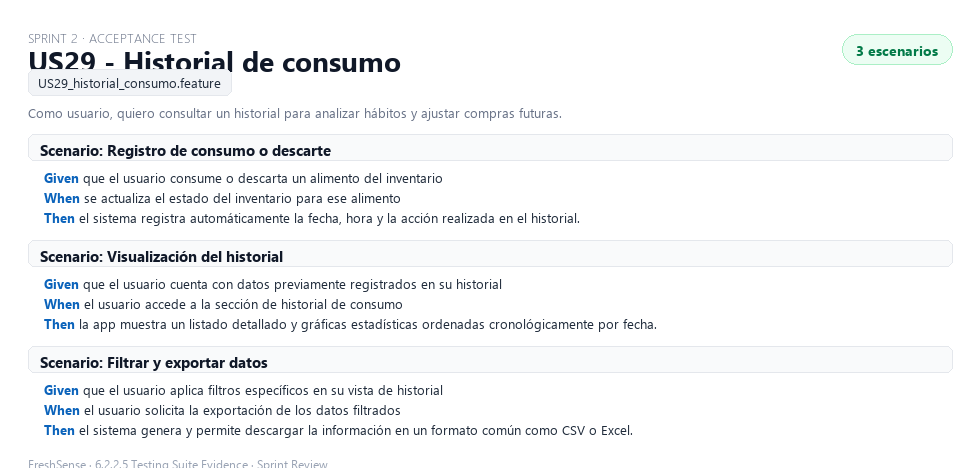 SPRINT 2 · ACCEPTANCE TEST
US29 - Historial de consumo
3 escenarios
US29_historial_consumo.feature
Como usuario, quiero consultar un historial para analizar hábitos y ajustar compras futuras.
Scenario: Registro de consumo o descarte
Given que el usuario consume o descarta un alimento del inventario
When se actualiza el estado del inventario para ese alimento
Then el sistema registra automáticamente la fecha, hora y la acción realizada en el historial.
Scenario: Visualización del historial
Given que el usuario cuenta con datos previamente registrados en su historial
When el usuario accede a la sección de historial de consumo
Then la app muestra un listado detallado y gráficas estadísticas ordenadas cronológicamente por fecha.
Scenario: Filtrar y exportar datos
Given que el usuario aplica filtros específicos en su vista de historial
When el usuario solicita la exportación de los datos filtrados
Then el sistema genera y permite descargar la información en un formato común como CSV o Excel.
FreshSense · 6.2.2.5 Testing Suite Evidence · Sprint Review